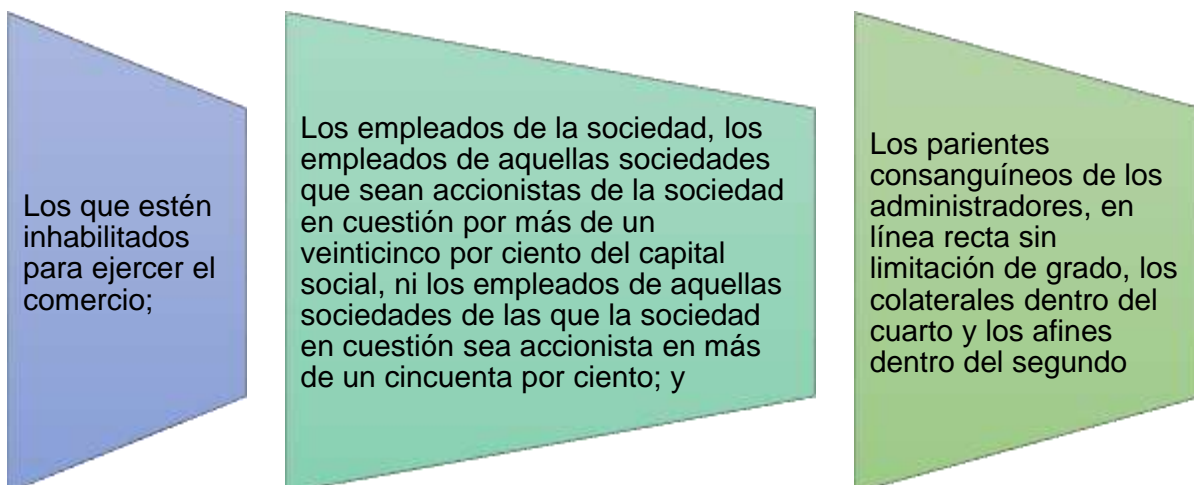 Los que estén
inhabilitados
para ejercer el
comercio;
Los empleados de la sociedad, los
empleados de aquellas sociedades
que sean accionistas de la sociedad
en cuestión por más de un
veinticinco por ciento del capital
social, ni los empleados de aquellas
sociedades de las que la sociedad
en cuestión sea accionista en más
de un cincuenta por ciento; y
Los parientes
consanguíneos de los
administradores, en
línea recta sin
limitación de grado, los
colaterales dentro del
cuarto y los afines
dentro del segundo